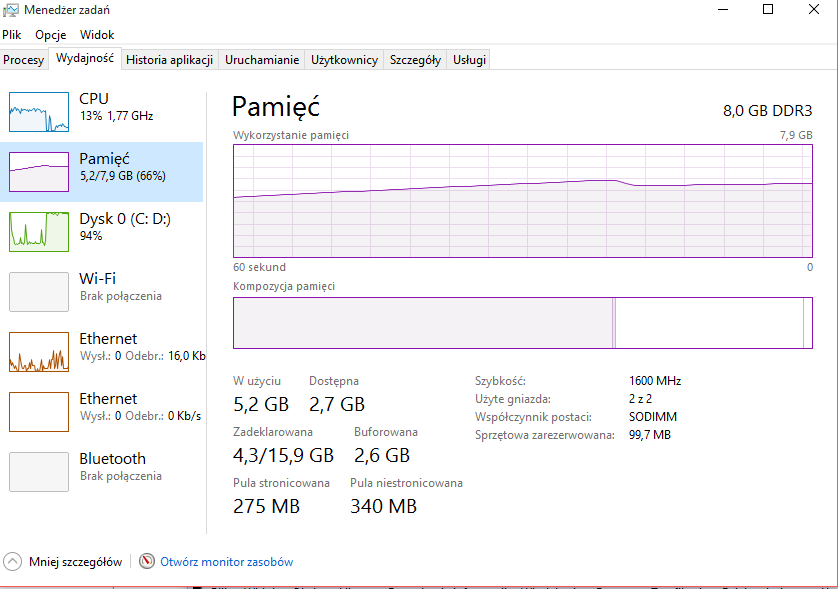 Menedżer zadań
Plik Opcje Widok
Procesy Wydajność Historia aplikacji Uruchamianie Użytkownicy Szczegóły Usługi
CPU
13% 1,77 GHz
Pamięć
5,2/7,9 GB (66%)
Dysk 0 (C: D:)
94%
Wi-Fi
Brak połączenia
Ethernet
Wysł.: 0 Odebr.: 16,0 Kb
Ethernet
Wysł.: 0 Odebr.: 0 Kb/s
Bluetooth
Brak połączenia
Pamięć
8,0 GB DDR3
Wykorzystanie pamięci
7,9 GB
60 sekund
0
Kompozycja pamięci
W użyciu Dostępna
5,2 GB 2,7 GB
Zadeklarowana Buforowana
4,3/15,9 GB 2,6 GB
Pula stronicowana Pula niestronicowana
275 MB 340 MB
Szybkość: 1600 MHz
Użyte gniazda: 2 z 2
Współczynnik postaci: SODIMM
Sprzętowa zarezerwowana: 99,7 MB
Mniej szczegółów Otwórz monitor zasobów